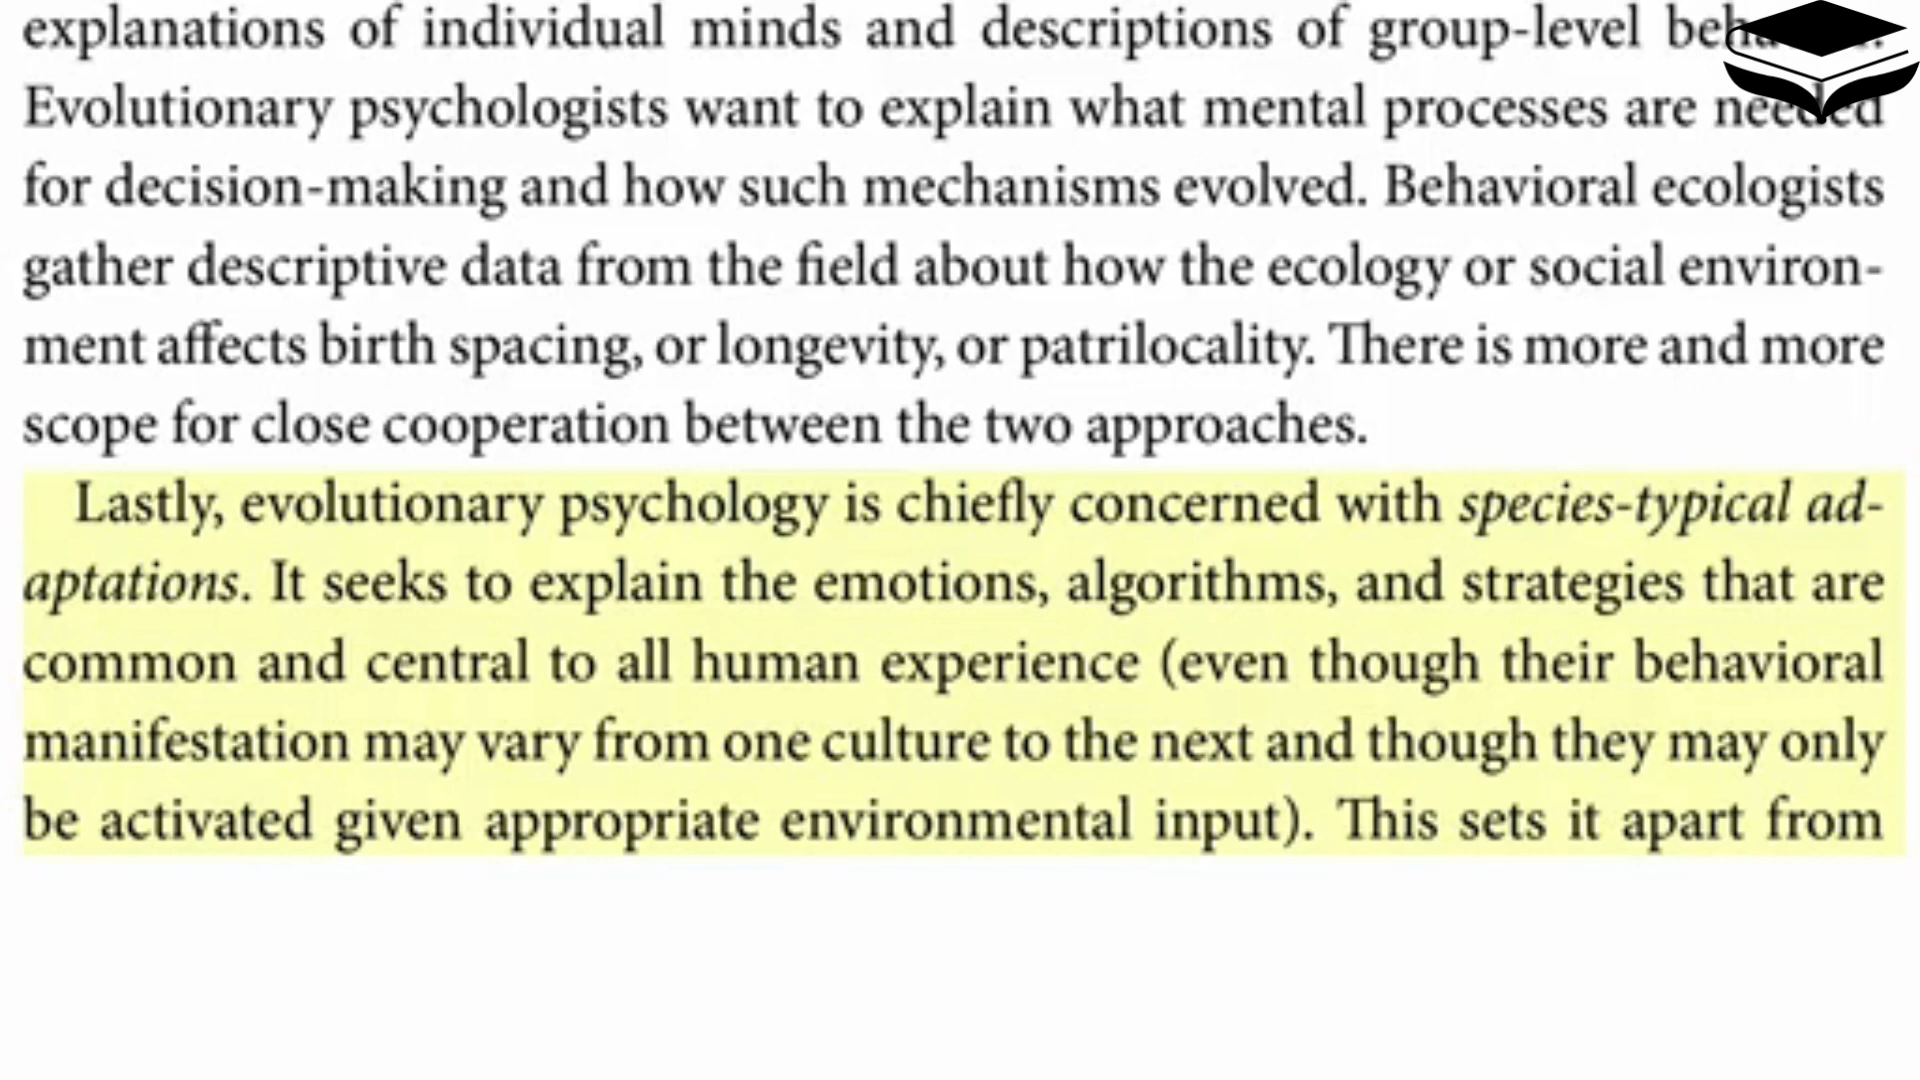 explanations of individual minds and descriptions of group-level
Evolutionary psychologists want to explain what mental processes are needed
for decision-making and how such mechanisms evolved. Behavioral ecologists
gather descriptive data from the field about how the ecology or social environ-
ment affects birth spacing, or longevity, or patrilocality. There is more and more
scope for close cooperation between the two approaches.
Lastly, evolutionary psychology is chiefly concerned with species-typical ad-
aptations. It seeks to explain the emotions, algorithms, and strategies that are
common and central to all human experience (even though their behavioral
manifestation may vary from one culture to the next and though they may only
be activated given appropriate environmental input). This sets it apart from